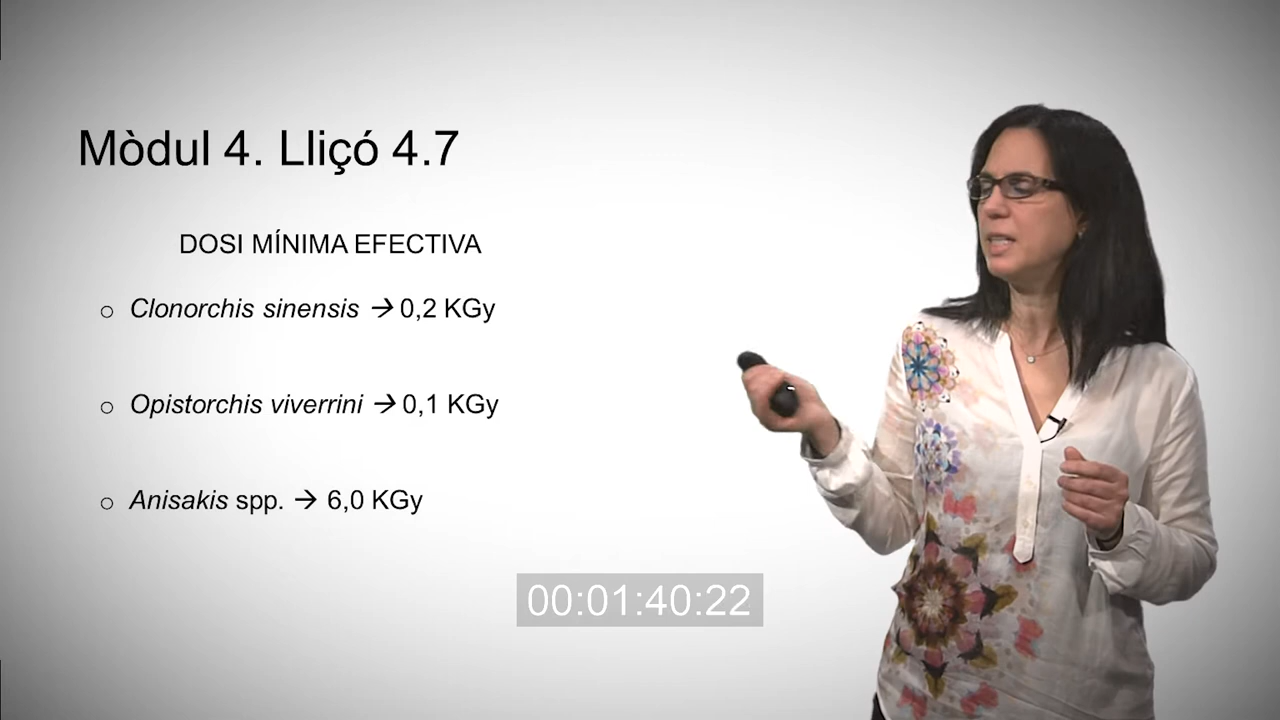 Mòdul 4. Lliçó 4.7
DOSI MÍNIMA EFECTIVA
o Clonorchis sinensis → 0,2 KGy
o Opistorchis viverrini → 0,1 KGy
o Anisakis spp. → 6,0 KGy
00:01:40:22